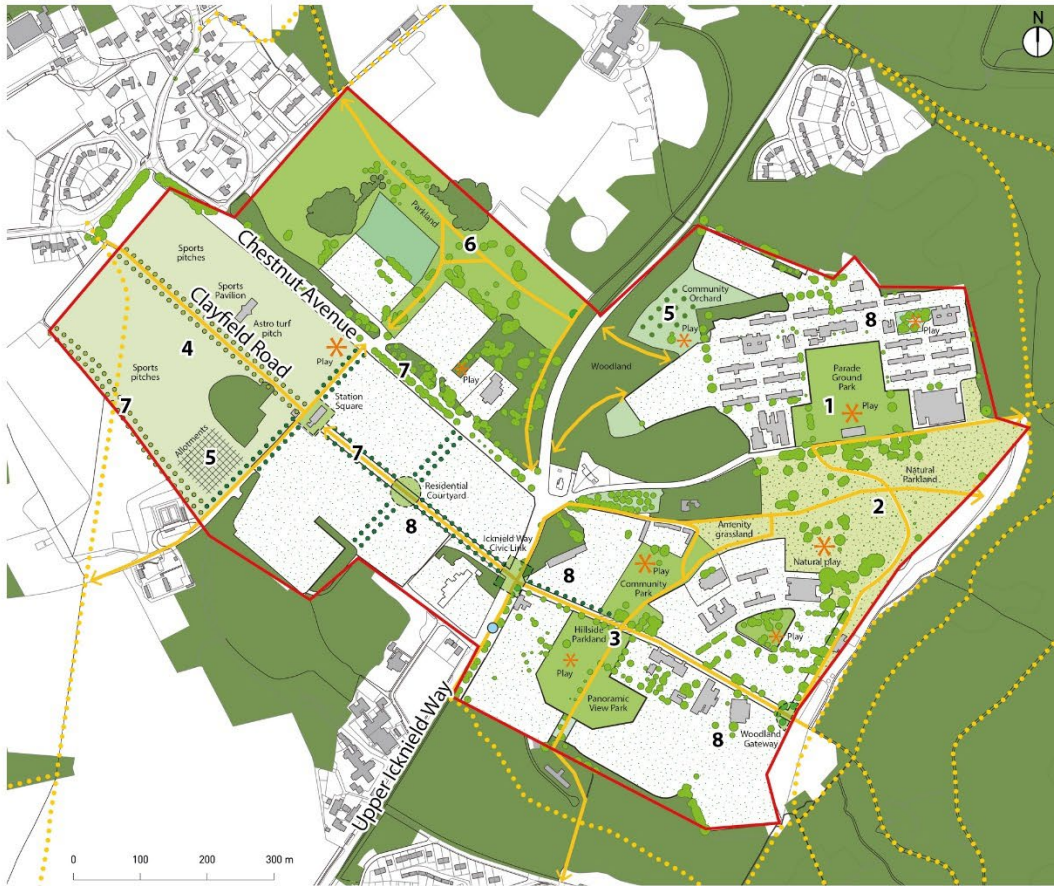 N
Chestnut Avenue
Parkland
6
Sports
pitches
Sports
Pavilion
Clayfield Road
Astro turf
pitch
Play
4
Sports
pitches
7
7
Play
Community
Orchard
5
Play
Woodland
8
Play
Parade
Ground
Park
1
Play
Station
Square
Allotments
5
7
Residential
Courtyard
8
Icknield Way
Civic Link
Natural
Parkland
2
Amenity
grassland
Natural play
8
Play
Community
Park
Hillside
Parkland
3
Play
Play
Panoramic
View Park
8
Woodland
Gateway
Upper Icknield Way
0 100 200 300 m